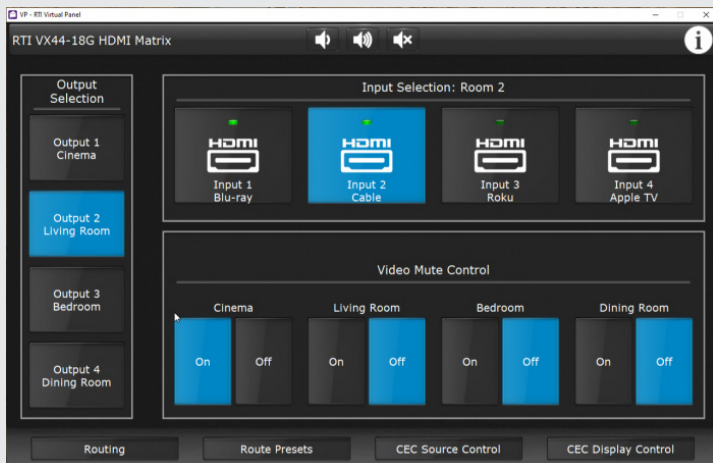 VP - RTI Virtual Panel
RTI VX44-18G HDMI Matrix
i
Output
Selection
Output 1
Cinema
Output 2
Living Room
Output 3
Bedroom
Output 4
Dining Room
Input Selection: Room 2
HDMI
Input 1
Blu-ray
HDMI
Input 2
Cable
HDMI
Input 3
Roku
HDMI
Input 4
Apple TV
Video Mute Control
Cinema
On Off
Living Room
On Off
Bedroom
On Off
Dining Room
On Off
Routing
Route Presets
CEC Source Control
CEC Display Control